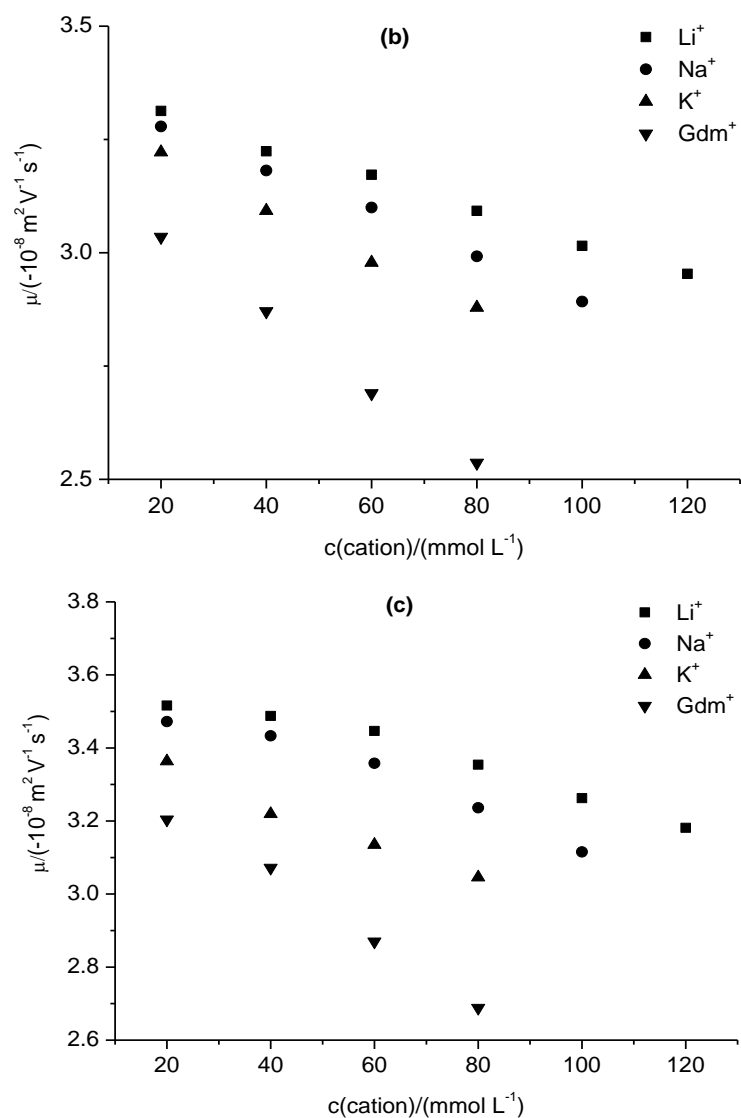 (b)
Li⁺
Na⁺
K⁺
Gdm⁺
3.5
3.0
2.5
μ/(-10⁻⁸ m² V⁻¹ s⁻¹)
20 40 60 80 100 120
c(cation)/(mmol L⁻¹)
(c)
Li⁺
Na⁺
K⁺
Gdm⁺
3.8
3.6
3.4
3.2
3.0
2.8
2.6
μ/(-10⁻⁸ m² V⁻¹ s⁻¹)
20 40 60 80 100 120
c(cation)/(mmol L⁻¹)